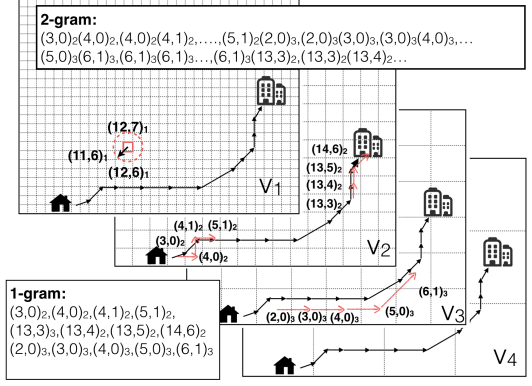 2-gram:
(3,0)₂(4,0)₂,(4,0)₂(4,1)₂,....,(5,1)₂(2,0)₃,(2,0)₃(3,0)₃,(3,0)₃(4,0)₃,...
(5,0)₃(6,1)₃,(6,1)₃(6,1)₃...,(6,1)₃(13,3)₂,(13,3)₂(13,4)₂...
(12,7)₁
(11,6)₁
(12,6)₁
V₁
(14,6)₂
(13,5)₂
(13,4)₂
(13,3)₂
(4,1)₂ (5,1)₂
(3,0)₂
(4,0)₂
V₂
(6,1)₃
(2,0)₃ (3,0)₃ (4,0)₃ (5,0)₃
V₃
V₄
1-gram:
(3,0)₂,(4,0)₂,(4,1)₂,(5,1)₂,
(13,3)₃,(13,4)₂,(13,5)₂,(14,6)₂
(2,0)₃,(3,0)₃,(4,0)₃,(5,0)₃,(6,1)₃